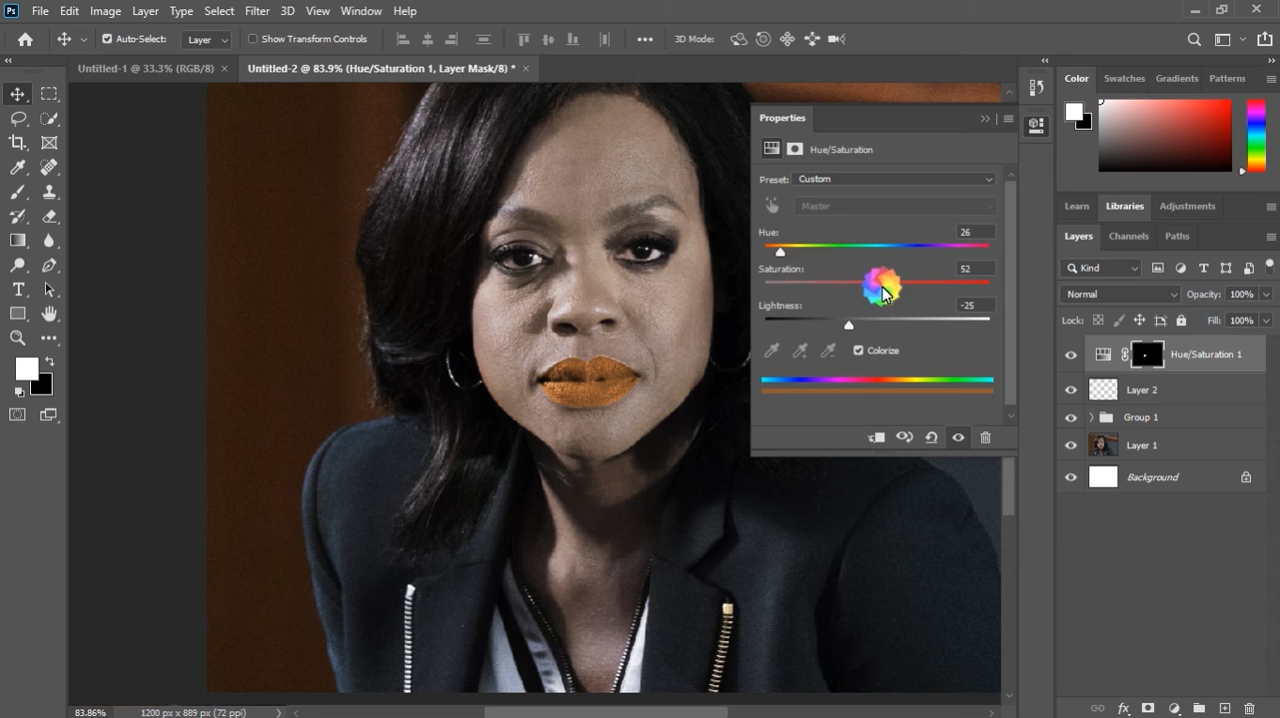 Ps File Edit Image Layer Type Select Filter 3D View Window Help
Auto-Select: Layer Show Transform Controls 3D Mode:
Untitled-1 @ 33.3% (RGB/8) × Untitled-2 @ 83.9% (Hue/Saturation 1, Layer Mask/8) * ×
Color Swatches Gradients Patterns
Properties
Hue/Saturation
Preset: Custom
Master
Hue: 26
Saturation: 52
Lightness: -25
Colorize
Learn Libraries Adjustments
Layers Channels Paths
Kind
Normal Opacity: 100%
Lock: Fill: 100%
Hue/Saturation 1
Layer 2
Group 1
Layer 1
Background
fx
83.86% 1200 px x 889 px (72 ppi)